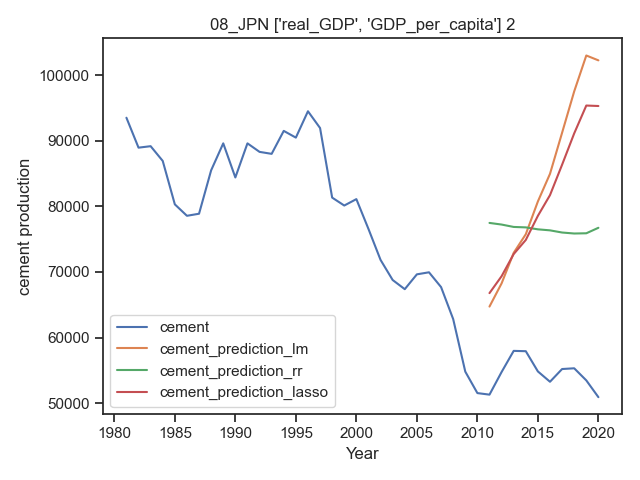 08_JPN ['real_GDP', 'GDP_per_capita'] 2
cement production
100000
90000
80000
70000
60000
50000
cement
cement_prediction_lm
cement_prediction_rr
cement_prediction_lasso
1980 1985 1990 1995 2000 2005 2010 2015 2020
Year